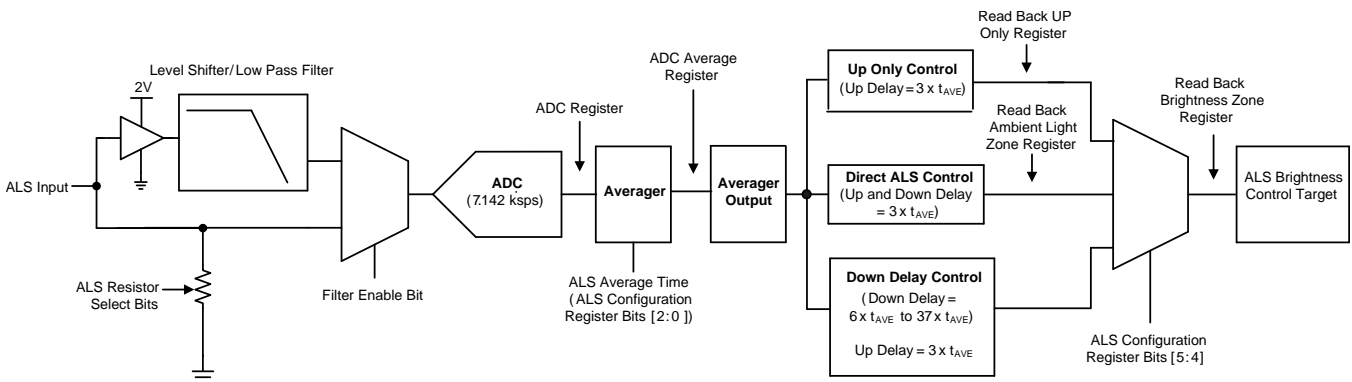 Level Shifter/Low Pass Filter
2V
ALS Input
ALS Resistor
Select Bits
Filter Enable Bit
ADC
(7.142 ksps)
ADC Register
Averager
ALS Average Time
( ALS Configuration
Register Bits [2:0 ])
ADC Average
Register
Averager
Output
Up Only Control
(Up Delay = 3 x tAVE)
Read Back UP
Only Register
Direct ALS Control
(Up and Down Delay
= 3 x tAVE)
Read Back
Ambient Light
Zone Register
Down Delay Control
(Down Delay =
6 x tAVE to 37 x tAVE)
Up Delay = 3 x tAVE
ALS Configuration
Register Bits [5:4]
Read Back
Brightness Zone
Register
ALS Brightness
Control Target